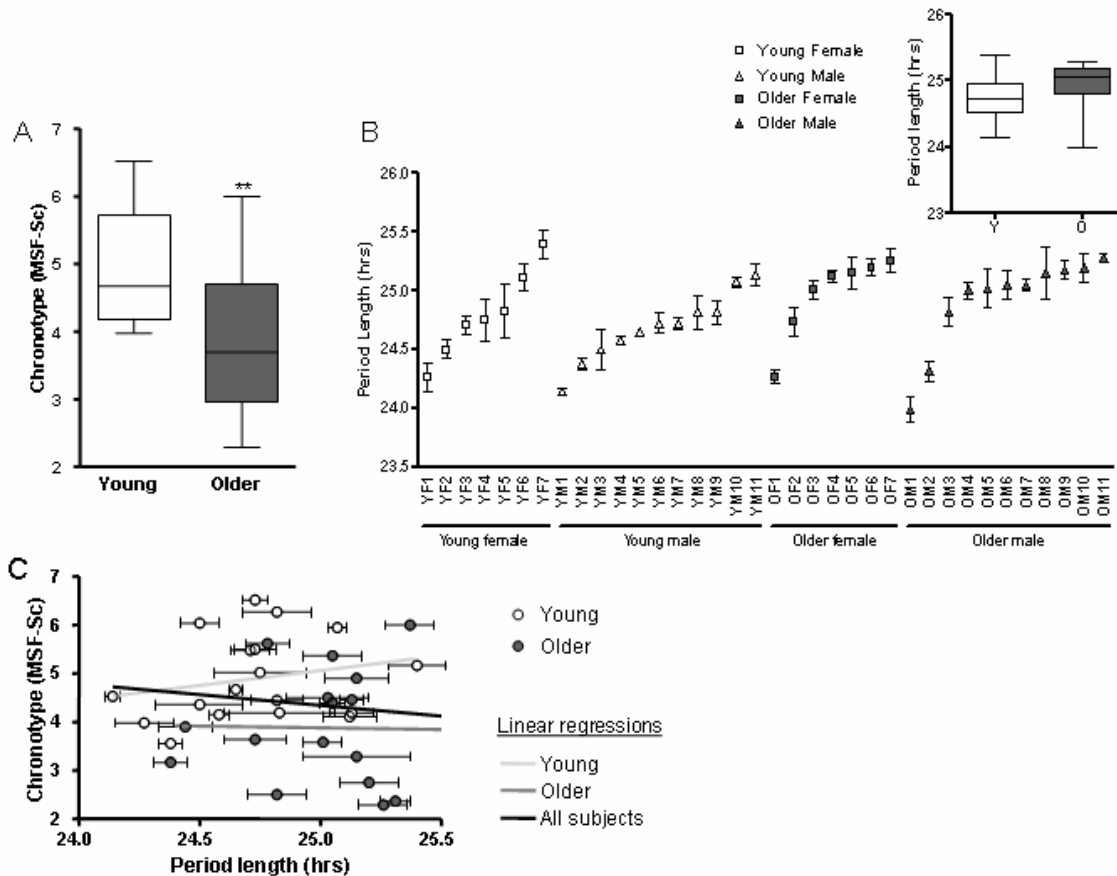 A
Chronotype (MSF-Sc)
7
6
5
4
3
2
**
Young
Older
B
Period Length (hrs)
26.0
25.5
25.0
24.5
24.0
23.5
Young Female
Young Male
Older Female
Older Male
YF1
YF2
YF3
YF4
YF5
YF6
YF7
YM1
YM2
YM3
YM4
YM5
YM6
YM7
YM8
YM9
YM10
YM11
OF1
OF2
OF3
OF4
OF5
OF6
OF7
OM1
OM2
OM3
OM4
OM5
OM6
OM7
OM8
OM9
OM10
OM11
Young female
Young male
Older female
Older male
Period length (hrs)
26
25
24
23
Y
O
C
Chronotype (MSF-Sc)
7
6
5
4
3
2
24.0
24.5
25.0
25.5
Period length (hrs)
Young
Older
Linear regressions
Young
Older
All subjects